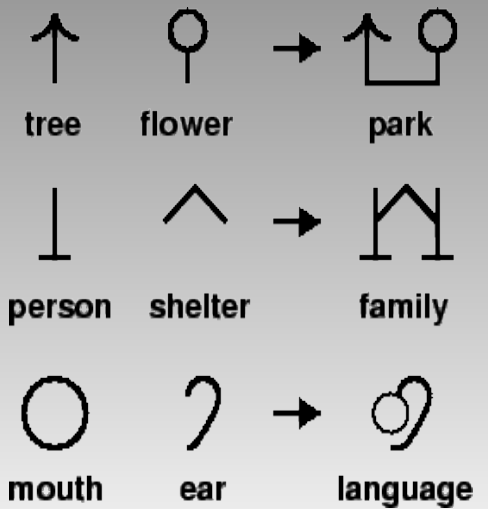 tree flower park
person shelter family
mouth ear language